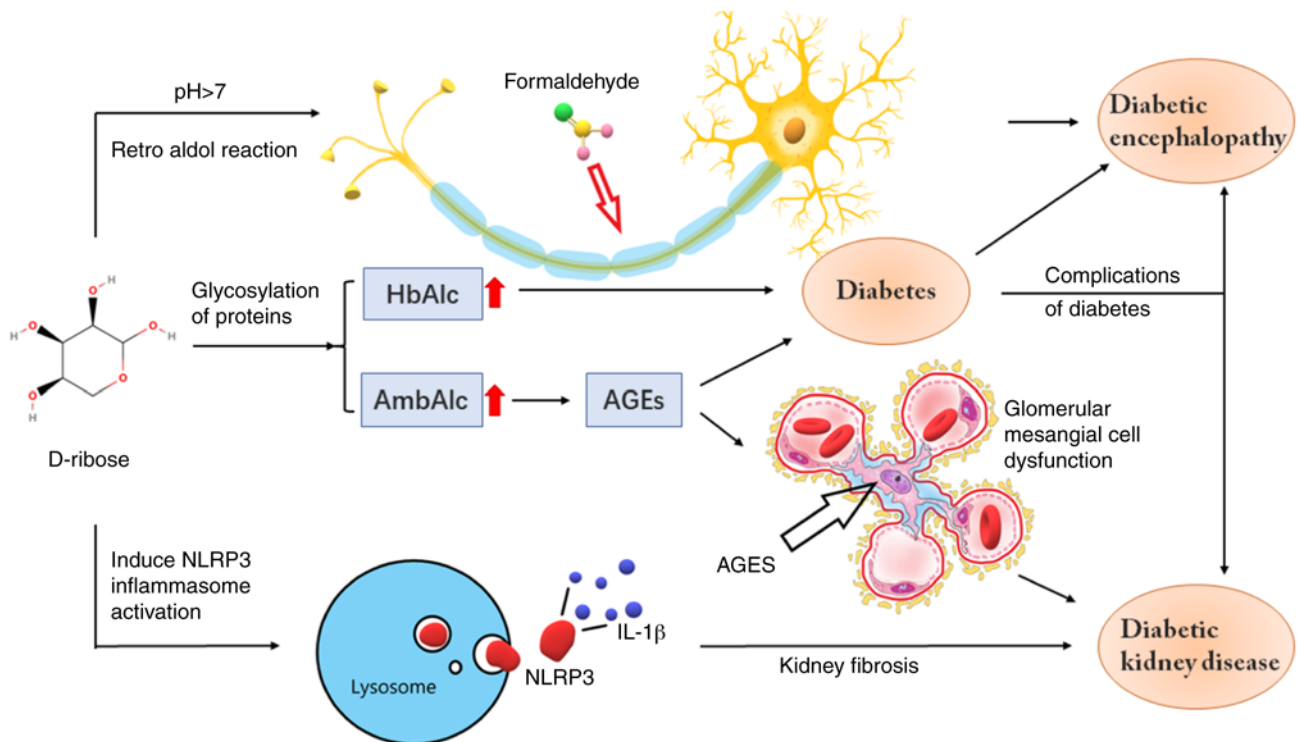 pH>7
Retro aldol reaction
Formaldehyde
Diabetic
encephalopathy
Glycosylation
of proteins
HbAlc
Diabetes
Complications
of diabetes
AmbAlc
AGEs
Glomerular
mesangial cell
dysfunction
H
O
H
O
H
O
H
O
O
H
D-ribose
AGES
Induce NLRP3
inflammasome
activation
Lysosome
NLRP3
IL-1β
Kidney fibrosis
Diabetic
kidney disease